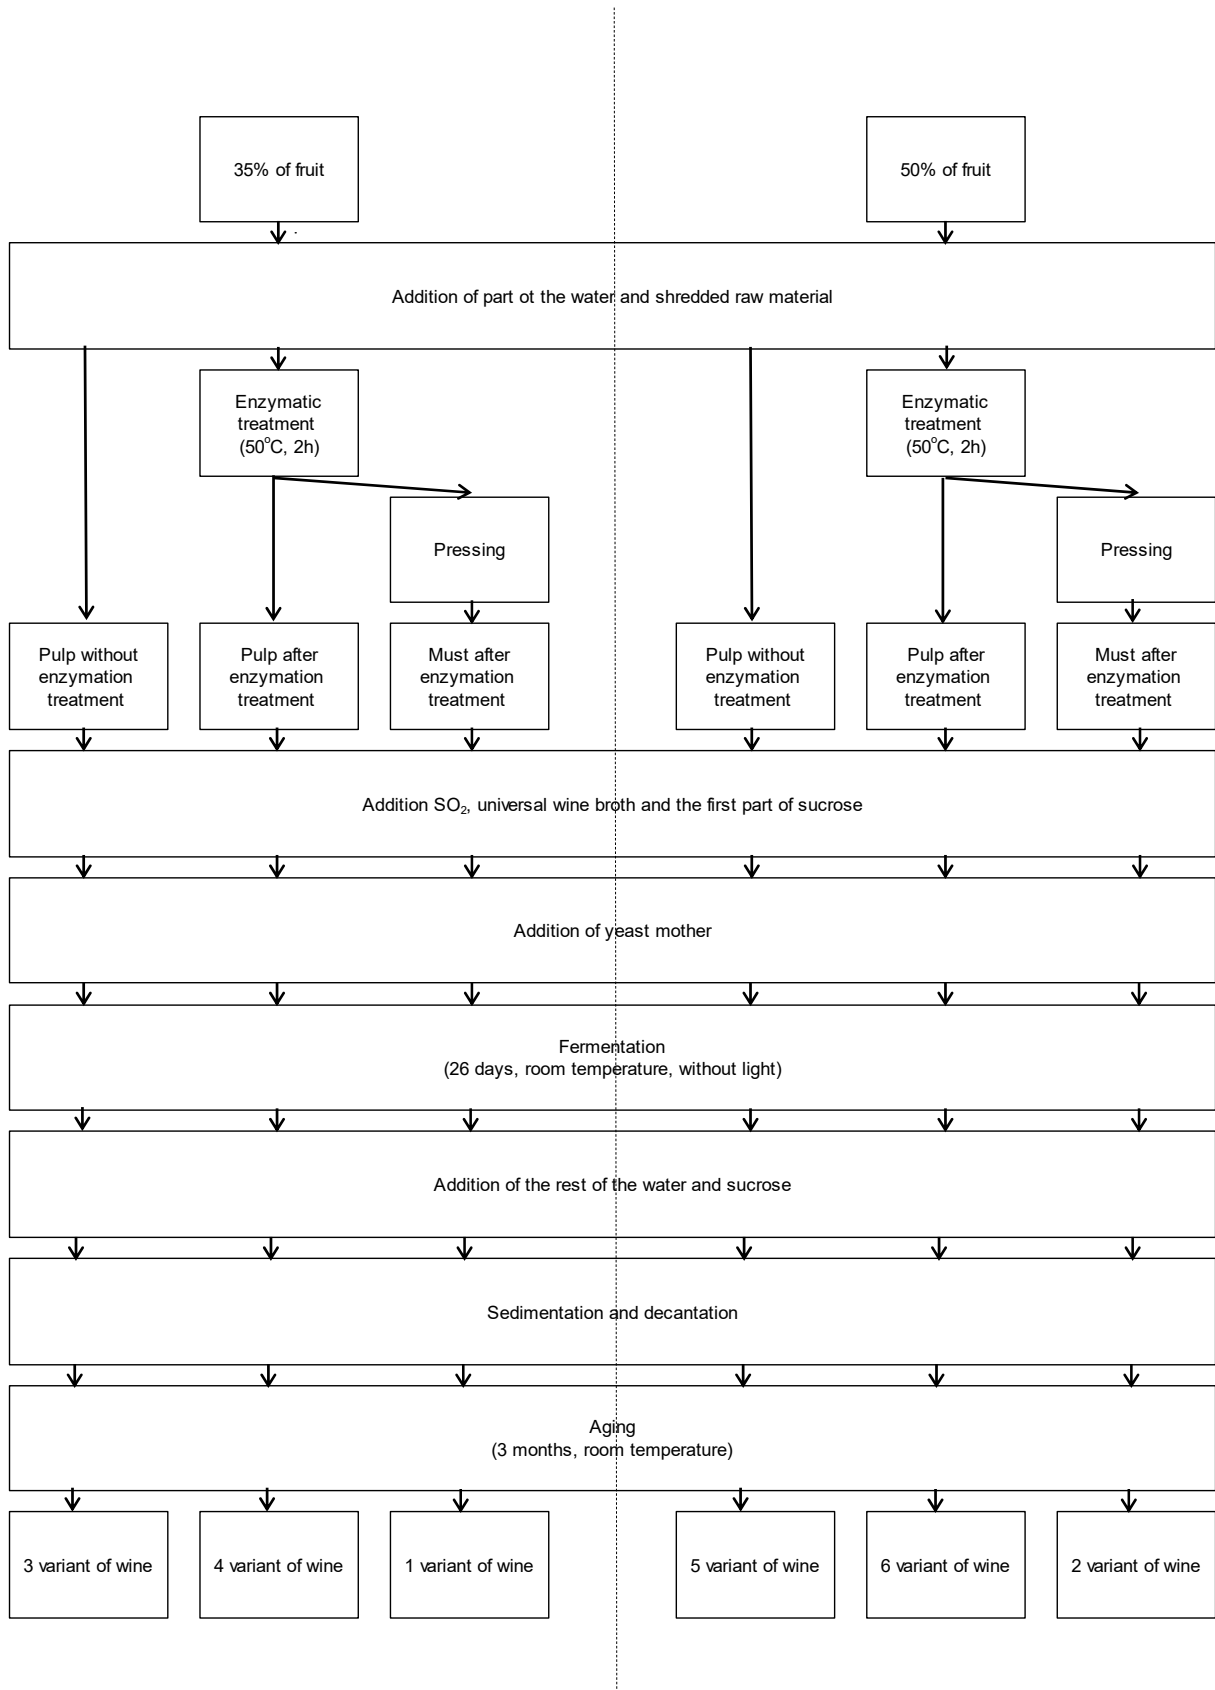 35% of fruit
50% of fruit
Addition of part ot the water and shredded raw material
Enzymatic
treatment
(50°C, 2h)
Enzymatic
treatment
(50°C, 2h)
Pressing
Pressing
Pulp without
enzymation
treatment
Pulp after
enzymation
treatment
Must after
enzymation
treatment
Pulp without
enzymation
treatment
Pulp after
enzymation
treatment
Must after
enzymation
treatment
Addition SO₂, universal wine broth and the first part of sucrose
Addition of yeast mother
Fermentation
(26 days, room temperature, without light)
Addition of the rest of the water and sucrose
Sedimentation and decantation
Aging
(3 months, room temperature)
3 variant of wine
4 variant of wine
1 variant of wine
5 variant of wine
6 variant of wine
2 variant of wine